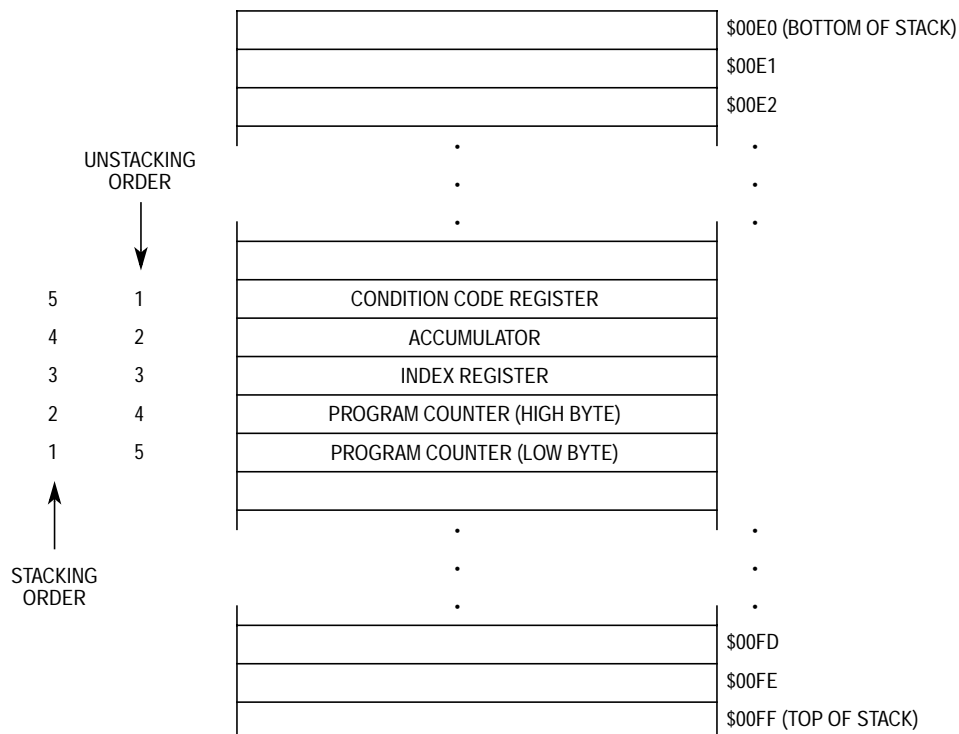 $00E0 (BOTTOM OF STACK)
$00E1
$00E2
UNSTACKING
ORDER
5 1 CONDITION CODE REGISTER
4 2 ACCUMULATOR
3 3 INDEX REGISTER
2 4 PROGRAM COUNTER (HIGH BYTE)
1 5 PROGRAM COUNTER (LOW BYTE)
STACKING
ORDER
$00FD
$00FE
$00FF (TOP OF STACK)